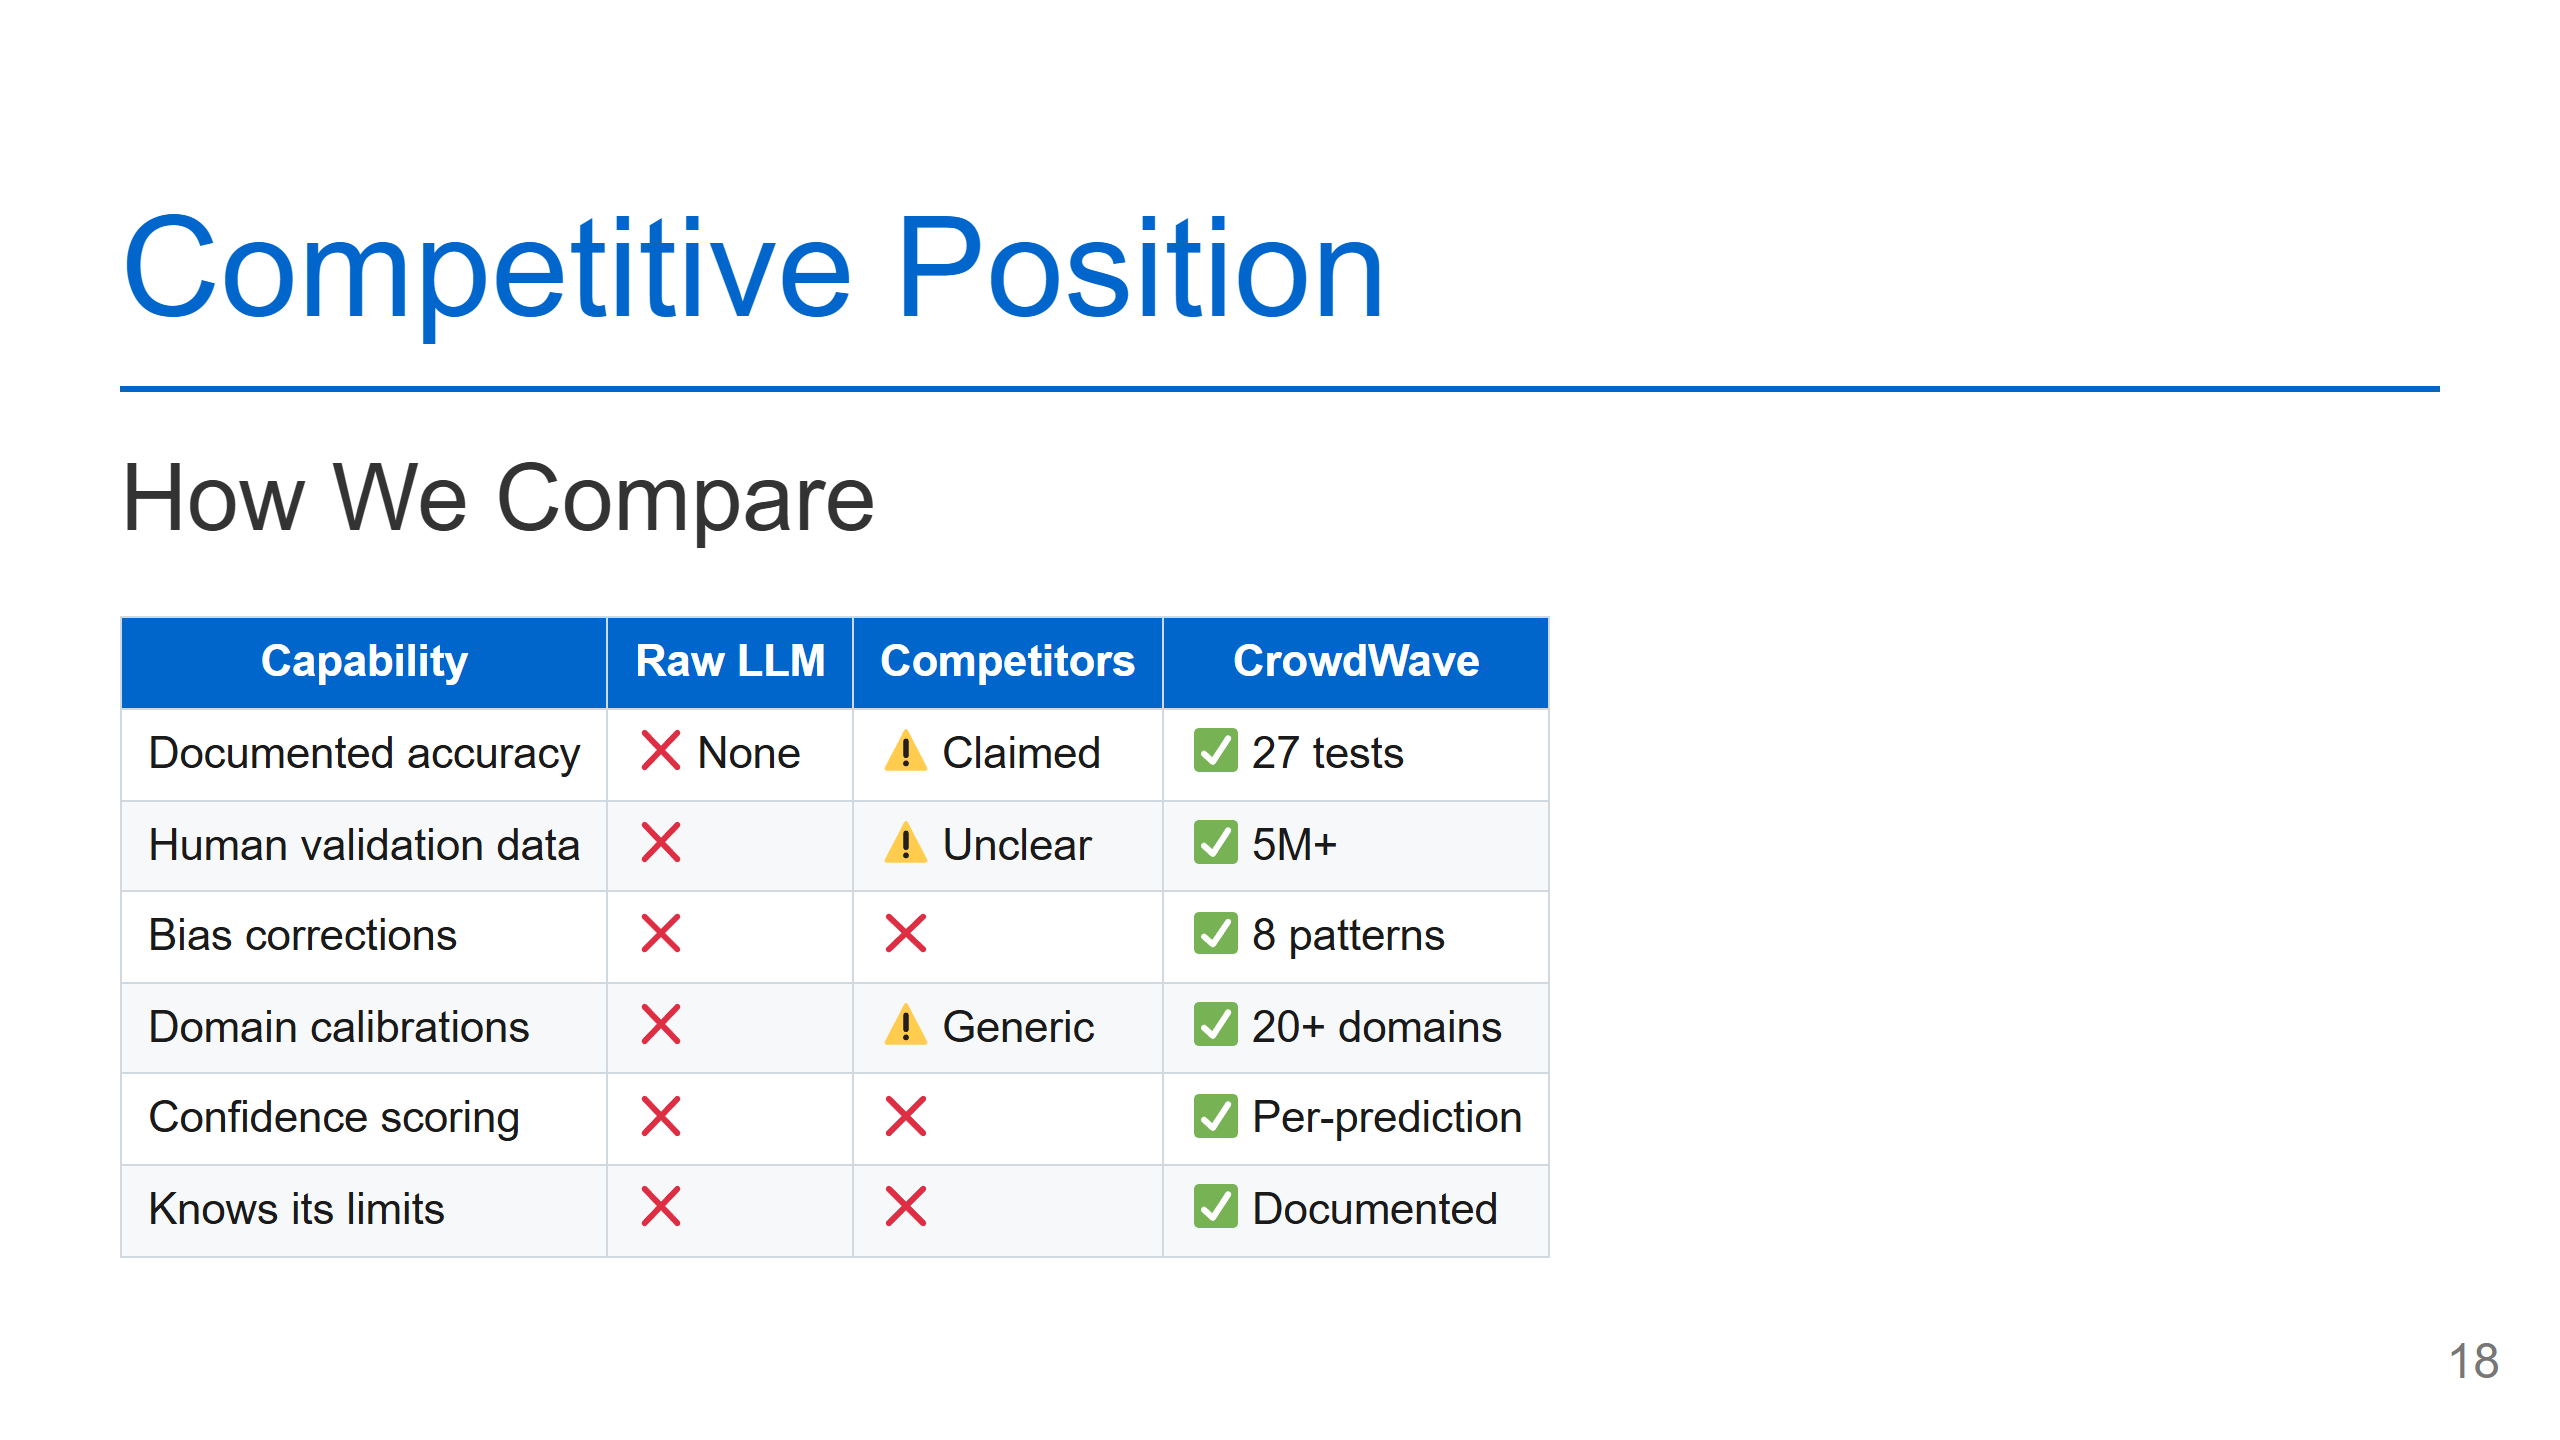 Competitive Position
How We Compare
Capability Raw LLM Competitors CrowdWave
Documented accuracy ❌ None ⚠️ Claimed ✅ 27 tests
Human validation data ❌ ⚠️ Unclear ✅ 5M+
Bias corrections ❌ ❌ ✅ 8 patterns
Domain calibrations ❌ ⚠️ Generic ✅ 20+ domains
Confidence scoring ❌ ❌ ✅ Per-prediction
Knows its limits ❌ ❌ ✅ Documented
18